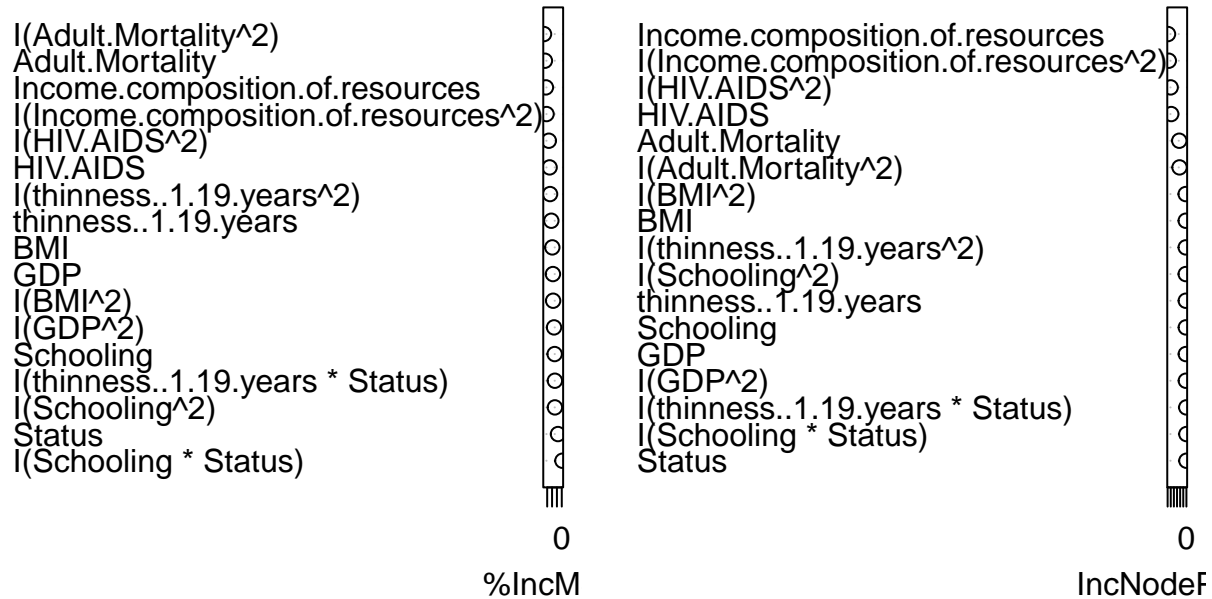 I(Adult.Mortality^2)
Adult.Mortality
Income.composition.of.resources
I(Income.composition.of.resources^2)
I(HIV.AIDS^2)
HIV.AIDS
I(thinness..1.19.years^2)
thinness..1.19.years
BMI
GDP
I(BMI^2)
I(GDP^2)
Schooling
I(thinness..1.19.years * Status)
I(Schooling^2)
Status
I(Schooling * Status)
0
%IncM
Income.composition.of.resources
I(Income.composition.of.resources^2)
I(HIV.AIDS^2)
HIV.AIDS
Adult.Mortality
I(Adult.Mortality^2)
I(BMI^2)
BMI
I(thinness..1.19.years^2)
I(Schooling^2)
thinness..1.19.years
Schooling
GDP
I(GDP^2)
I(thinness..1.19.years * Status)
I(Schooling * Status)
Status
0
IncNodeP